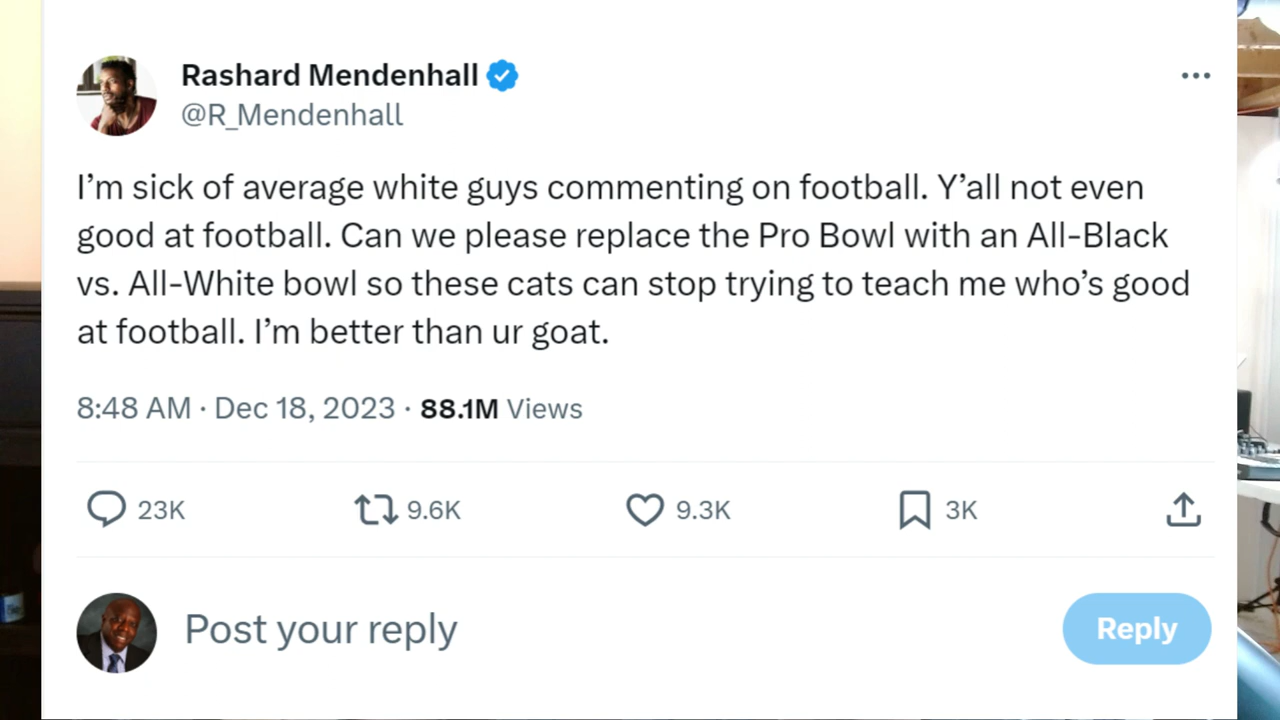 Rashard Mendenhall
@R_Mendenhall
I’m sick of average white guys commenting on football. Y’all not even
good at football. Can we please replace the Pro Bowl with an All-Black
vs. All-White bowl so these cats can stop trying to teach me who’s good
at football. I’m better than ur goat.
8:48 AM · Dec 18, 2023 · 88.1M Views
23K 9.6K 9.3K 3K
Post your reply Reply